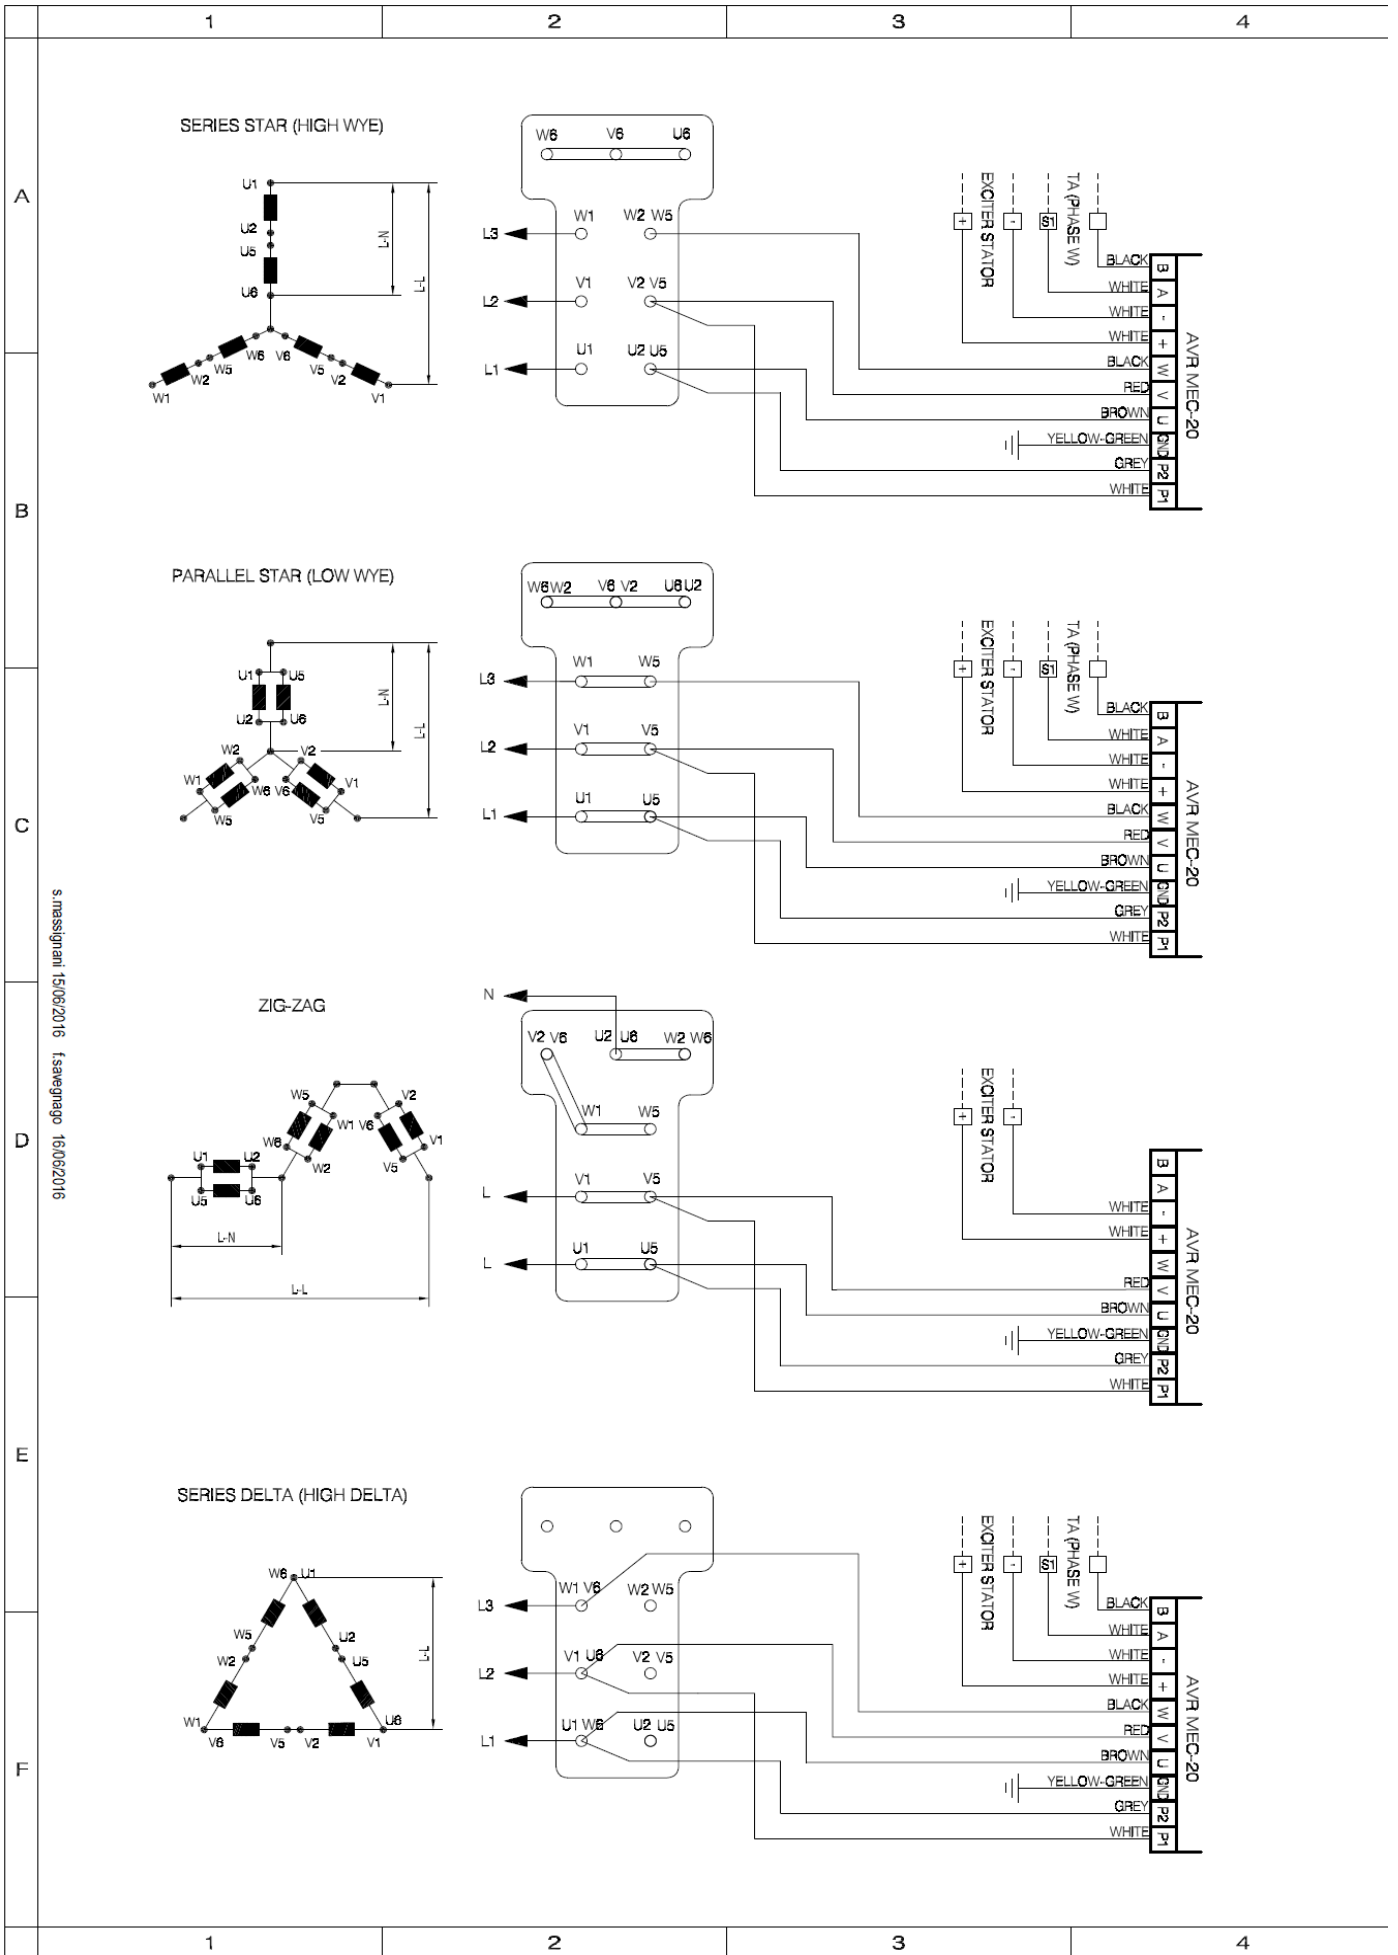 1 2 3 4
A
B
C
D
E
F
s.massignani 15/06/2016 f.savegnago 16/06/2016
SERIES STAR (HIGH WYE)
U1
U2
U5
U6
W6 V6
W5 V5
W2 V2
W1 V1
L-N
L-L
W6 V6 U6
W1 W2 W5
L3
V1 V2 V5
L2
U1 U2 U5
L1
EXCITER STATOR
TA (PHASE W)
+ - S1
BLACK B
WHITE A
WHITE -
WHITE +
BLACK W
RED V
BROWN U
YELLOW-GREEN GND
GREY P2
WHITE P1
AVR MEC-20
PARALLEL STAR (LOW WYE)
U1 U5
U2 U6
W2 V2
W1 W6 V6 V1
W5 V5
L-N
L-L
W6 W2 V6 V2 U6 U2
W1 W5
L3
V1 V5
L2
U1 U5
L1
EXCITER STATOR
TA (PHASE W)
+ - S1
BLACK B
WHITE A
WHITE -
WHITE +
BLACK W
RED V
BROWN U
YELLOW-GREEN GND
GREY P2
WHITE P1
AVR MEC-20
ZIG-ZAG
W5 V2
W1 V6
W6 V1
U1 U2 W2 V5
U5 U6
L-N
L-L
N
V2 V6 U2 U6 W2 W6
W1 W5
V1 V5
L
U1 U5
L
EXCITER STATOR
+ -
B
A
WHITE -
WHITE +
W
RED V
BROWN U
YELLOW-GREEN GND
GREY P2
WHITE P1
AVR MEC-20
SERIES DELTA (HIGH DELTA)
W6 U1
W5 U2
W2 U5
W1 U6
V6 V5 V2 V1
L-L
W1 V6 W2 W5
L3
V1 U6 V2 V5
L2
U1 W6 U2 U5
L1
EXCITER STATOR
TA (PHASE W)
+ - S1
BLACK B
WHITE A
WHITE -
WHITE +
BLACK W
RED V
BROWN U
YELLOW-GREEN GND
GREY P2
WHITE P1
AVR MEC-20
1 2 3 4